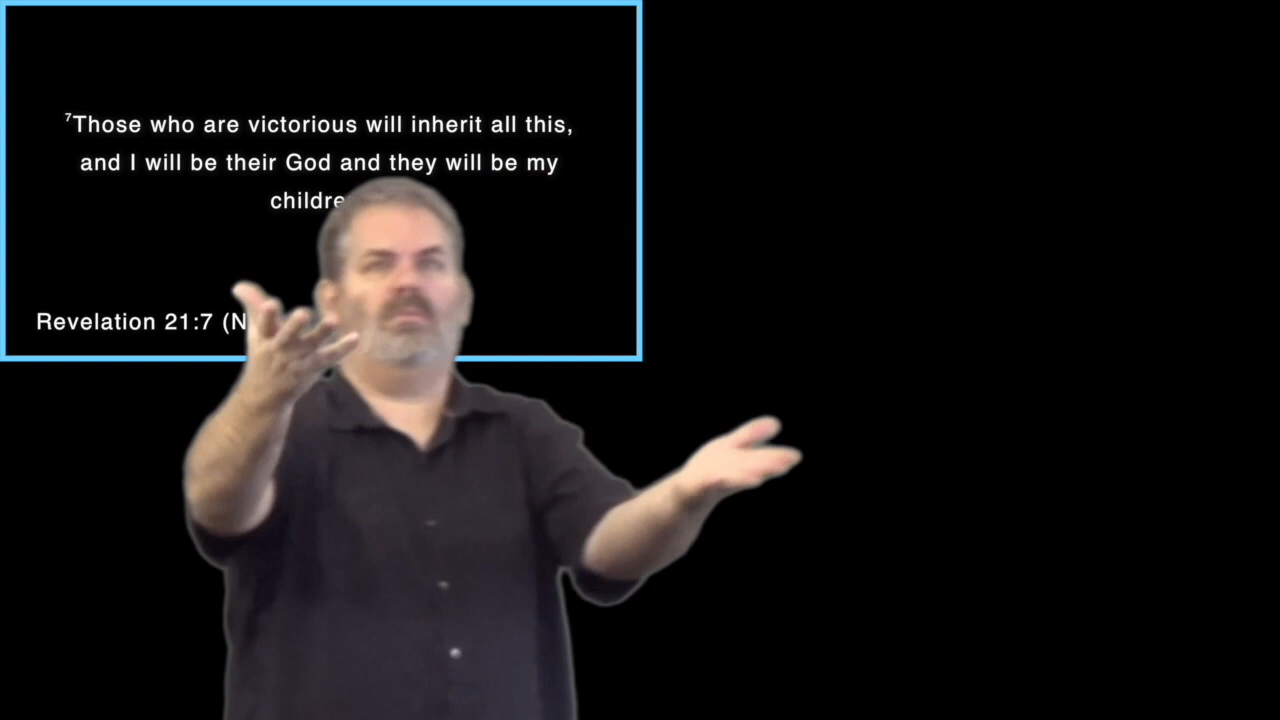 ⁷Those who are victorious will inherit all this,
and I will be their God and they will be my
childre
Revelation 21:7 (N